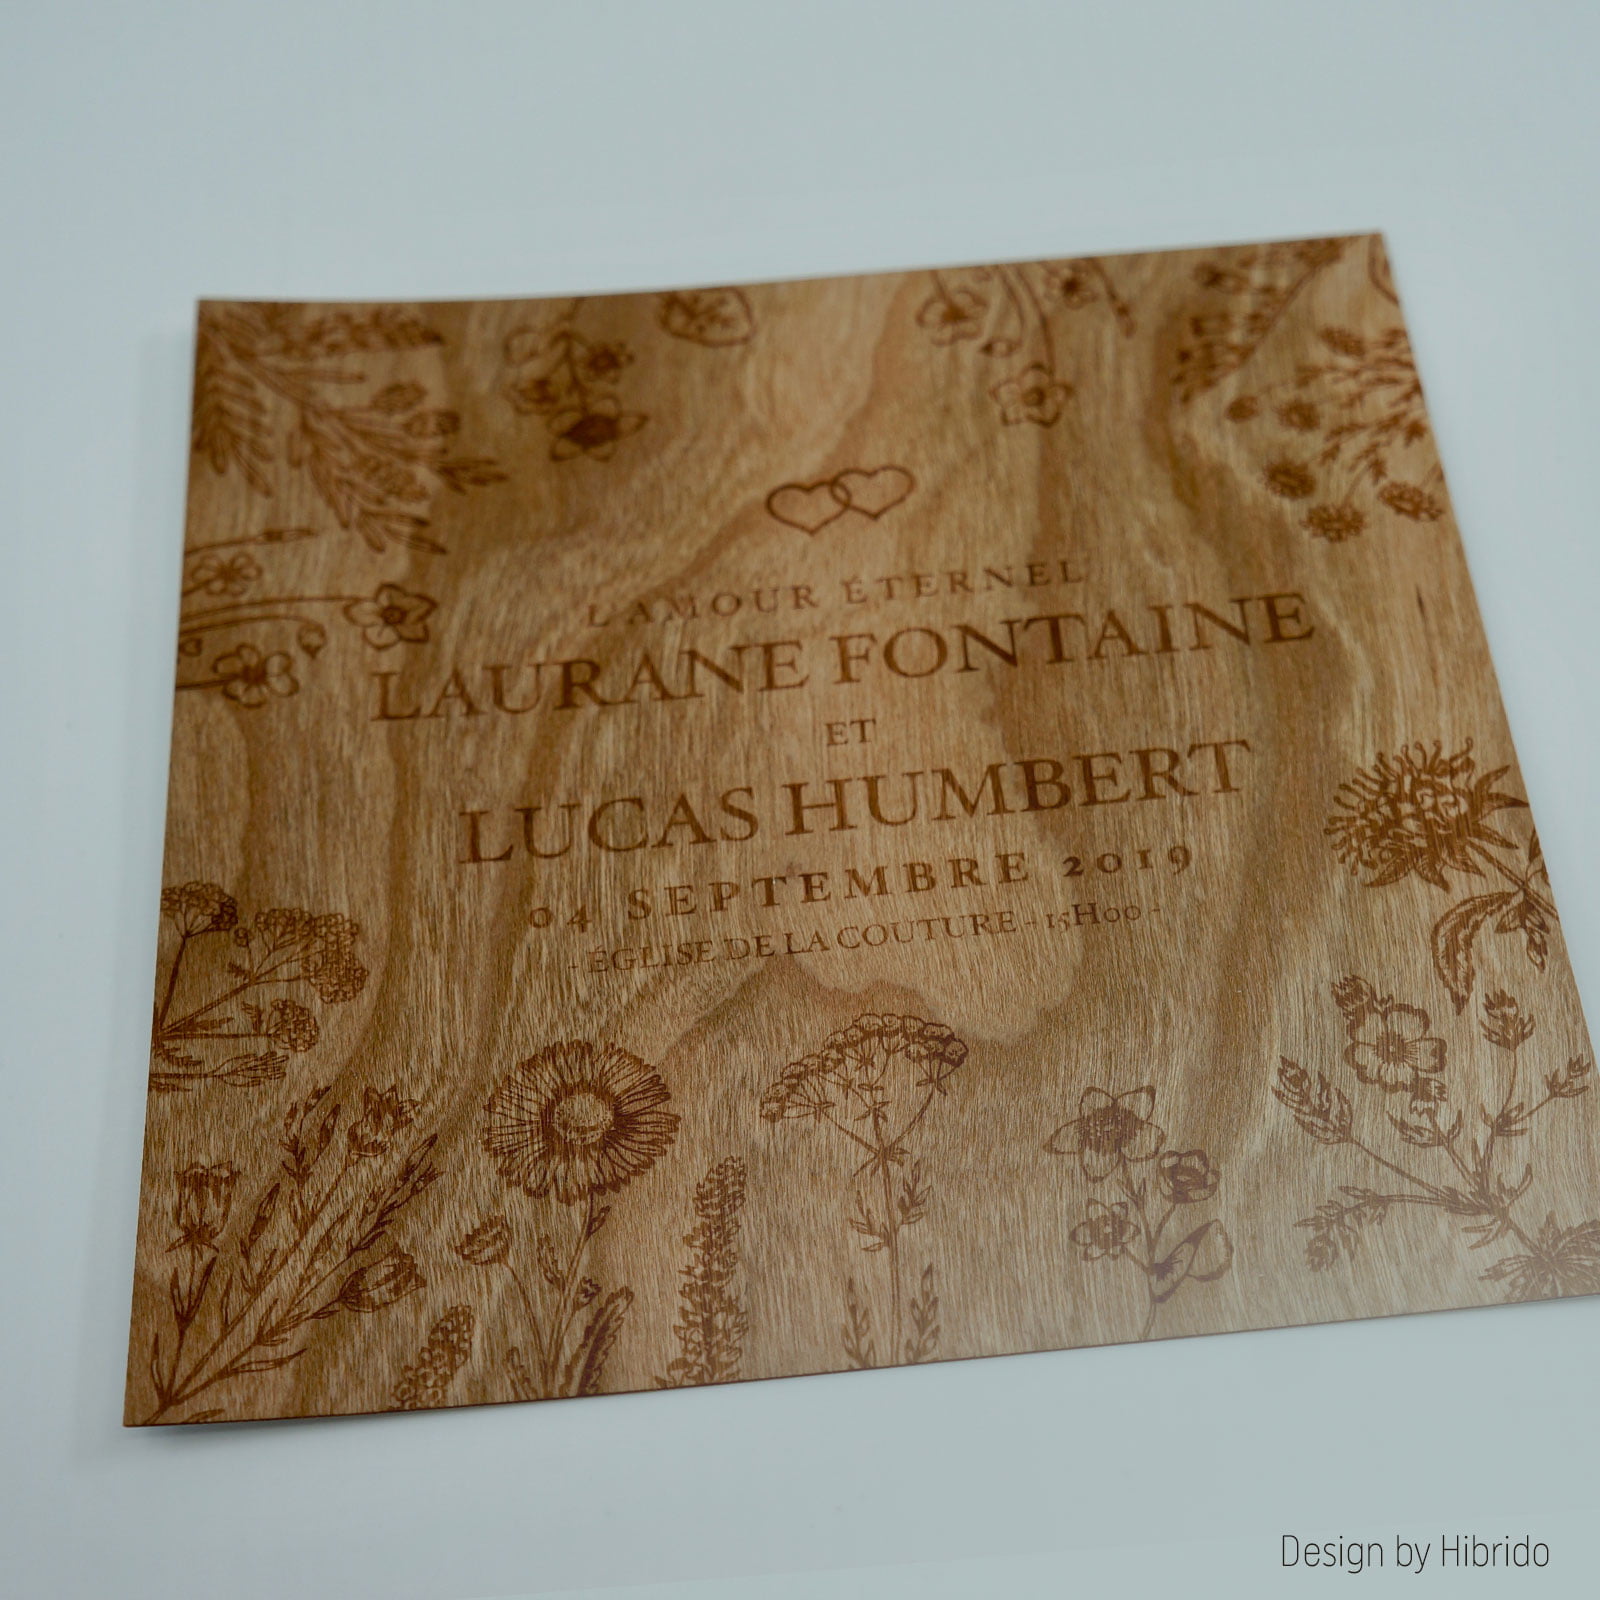 L'AMOUR ÉTERNEL
LAURANE FONTAINE
ET
LUCAS HUMBERT
04 SEPTEMBRE 2019
- ÉGLISE DE LA COUTURE - 15H00 -
Design by Hibrido